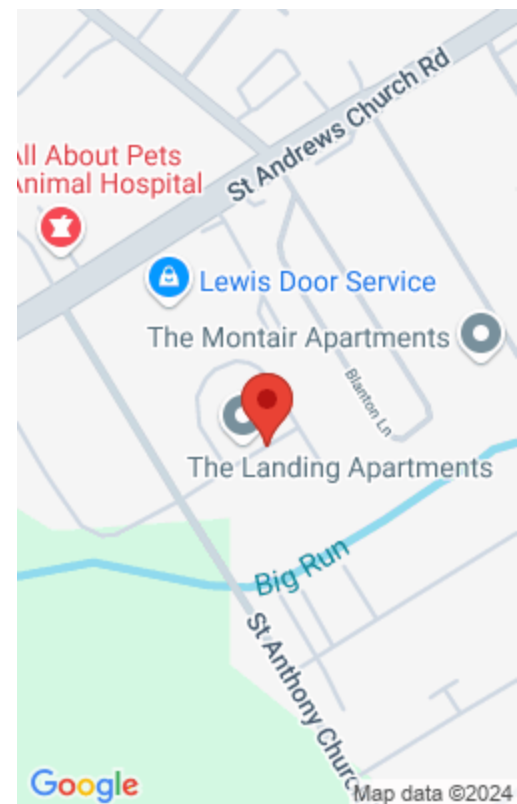 St Andrews Church Rd
All About Pets
Animal Hospital
Lewis Door Service
The Montair Apartments
Blanton Ln
The Landing Apartments
Big Run
St Anthony Church
Google
Map data ©2024